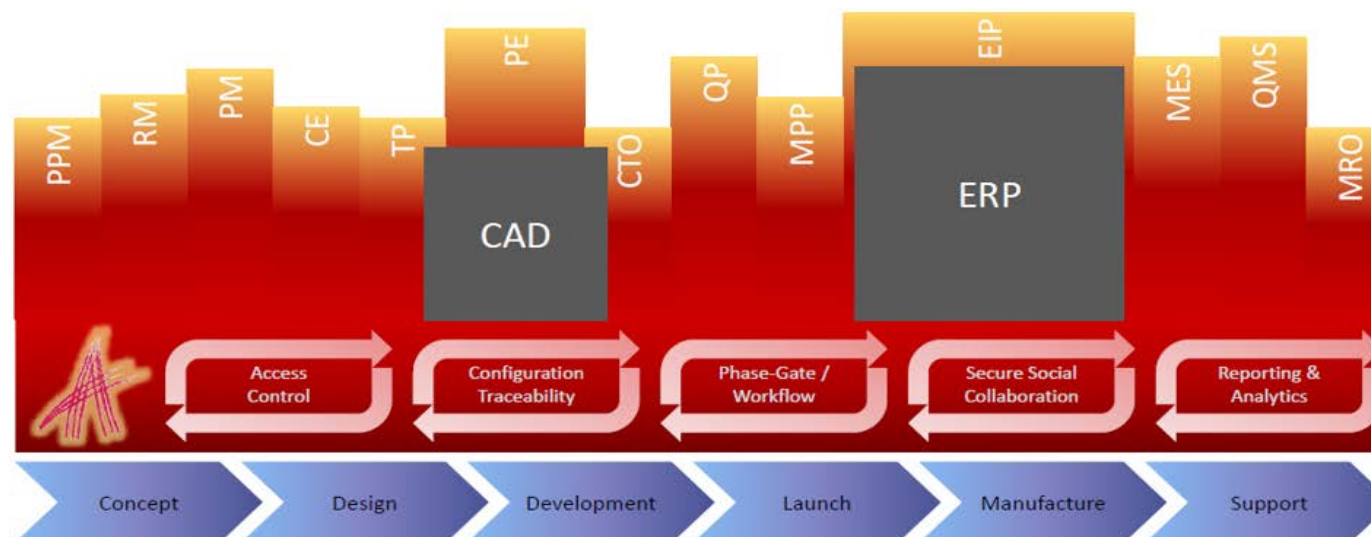 PPM
RM
PM
CE
TP
PE
CTO
QP
MPP
EIP
MES
QMS
MRO
CAD
ERP
Access
Control
Configuration
Traceability
Phase-Gate /
Workflow
Secure Social
Collaboration
Reporting &
Analytics
Concept
Design
Development
Launch
Manufacture
Support